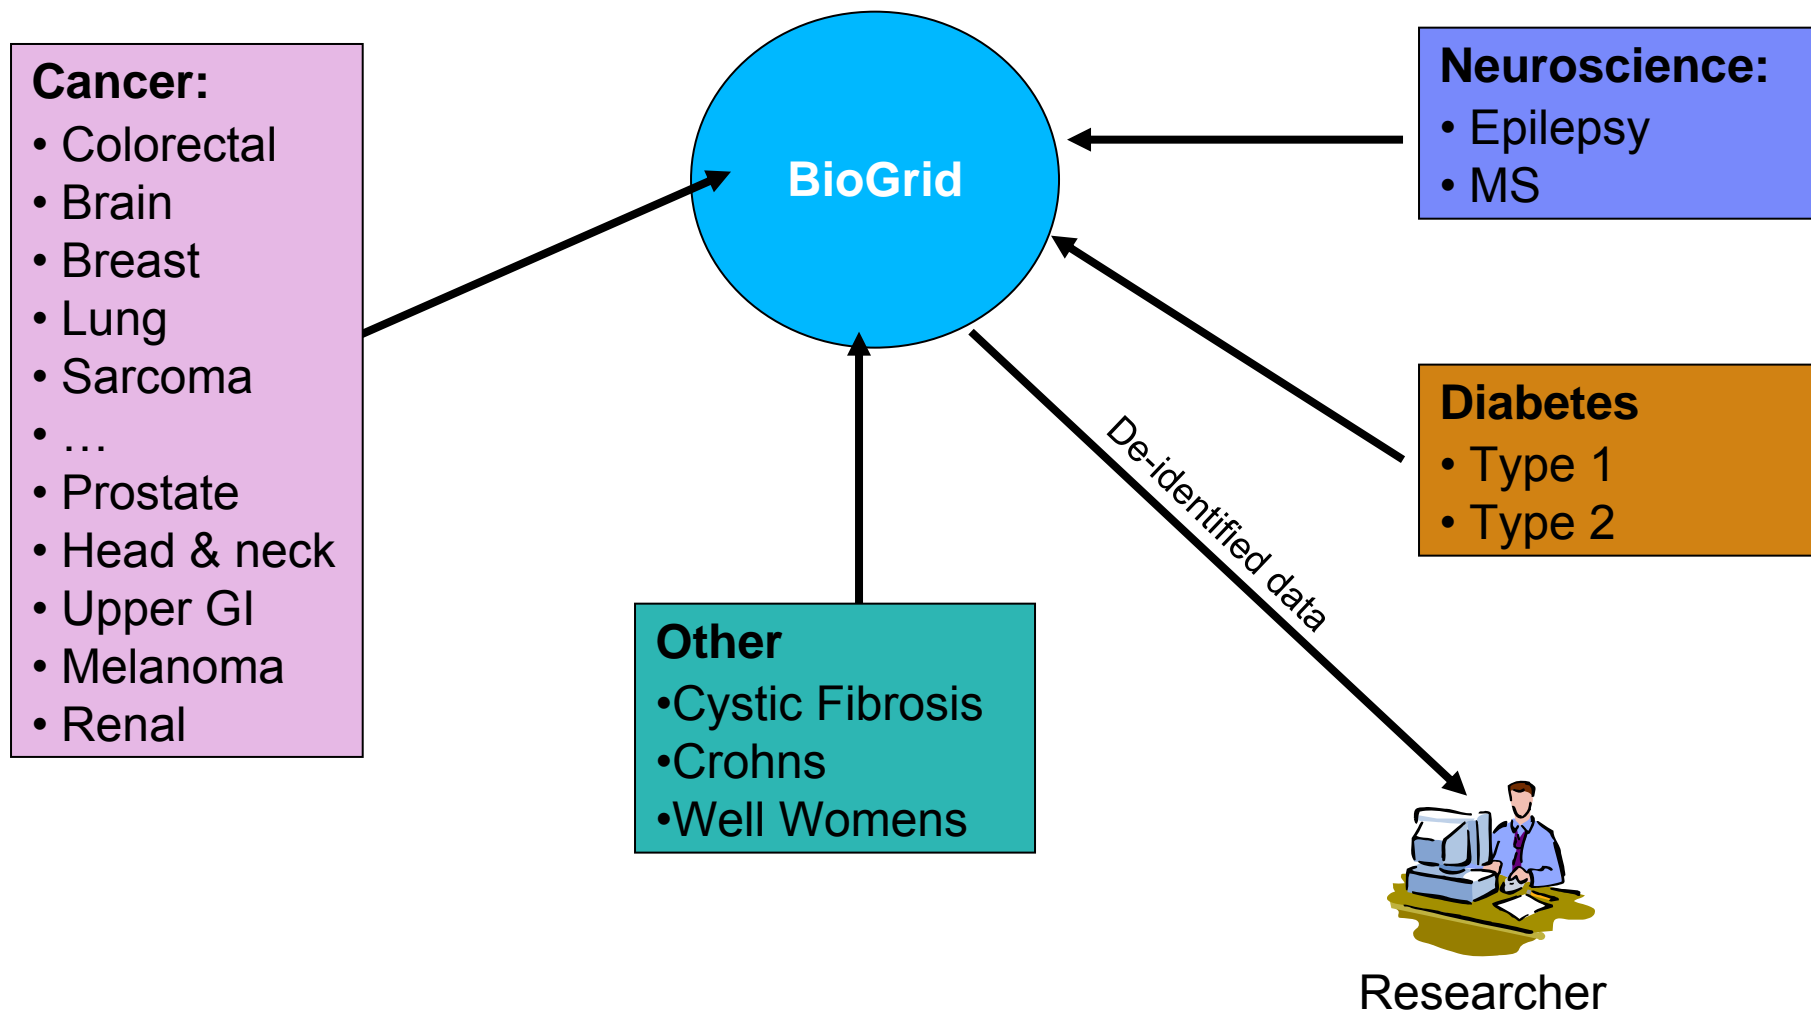 Cancer:
• Colorectal
• Brain
• Breast
• Lung
• Sarcoma
• …
• Prostate
• Head & neck
• Upper GI
• Melanoma
• Renal
BioGrid
Neuroscience:
• Epilepsy
• MS
Diabetes
• Type 1
• Type 2
De-identified data
Other
•Cystic Fibrosis
•Crohns
•Well Womens
Researcher